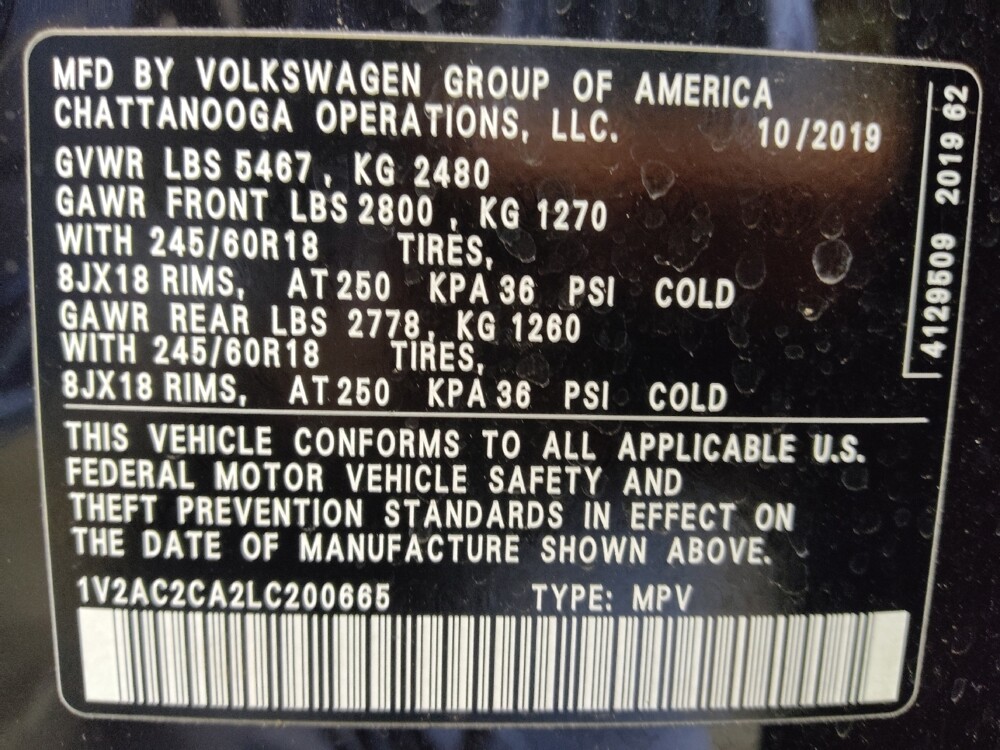 MFD BY VOLKSWAGEN GROUP OF AMERICA
CHATTANOOGA OPERATIONS, LLC. 10/2019
GVWR LBS 5467, KG 2480
GAWR FRONT LBS 2800, KG 1270
WITH 245/60R18 TIRES,
8JX18 RIMS, AT 250 KPA 36 PSI COLD
GAWR REAR LBS 2778, KG 1260
WITH 245/60R18 TIRES,
8JX18 RIMS, AT 250 KPA 36 PSI COLD
THIS VEHICLE CONFORMS TO ALL APPLICABLE U.S.
FEDERAL MOTOR VEHICLE SAFETY AND
THEFT PREVENTION STANDARDS IN EFFECT ON
THE DATE OF MANUFACTURE SHOWN ABOVE.
1V2AC2CA2LC200665 TYPE: MPV
4129509 2019 62